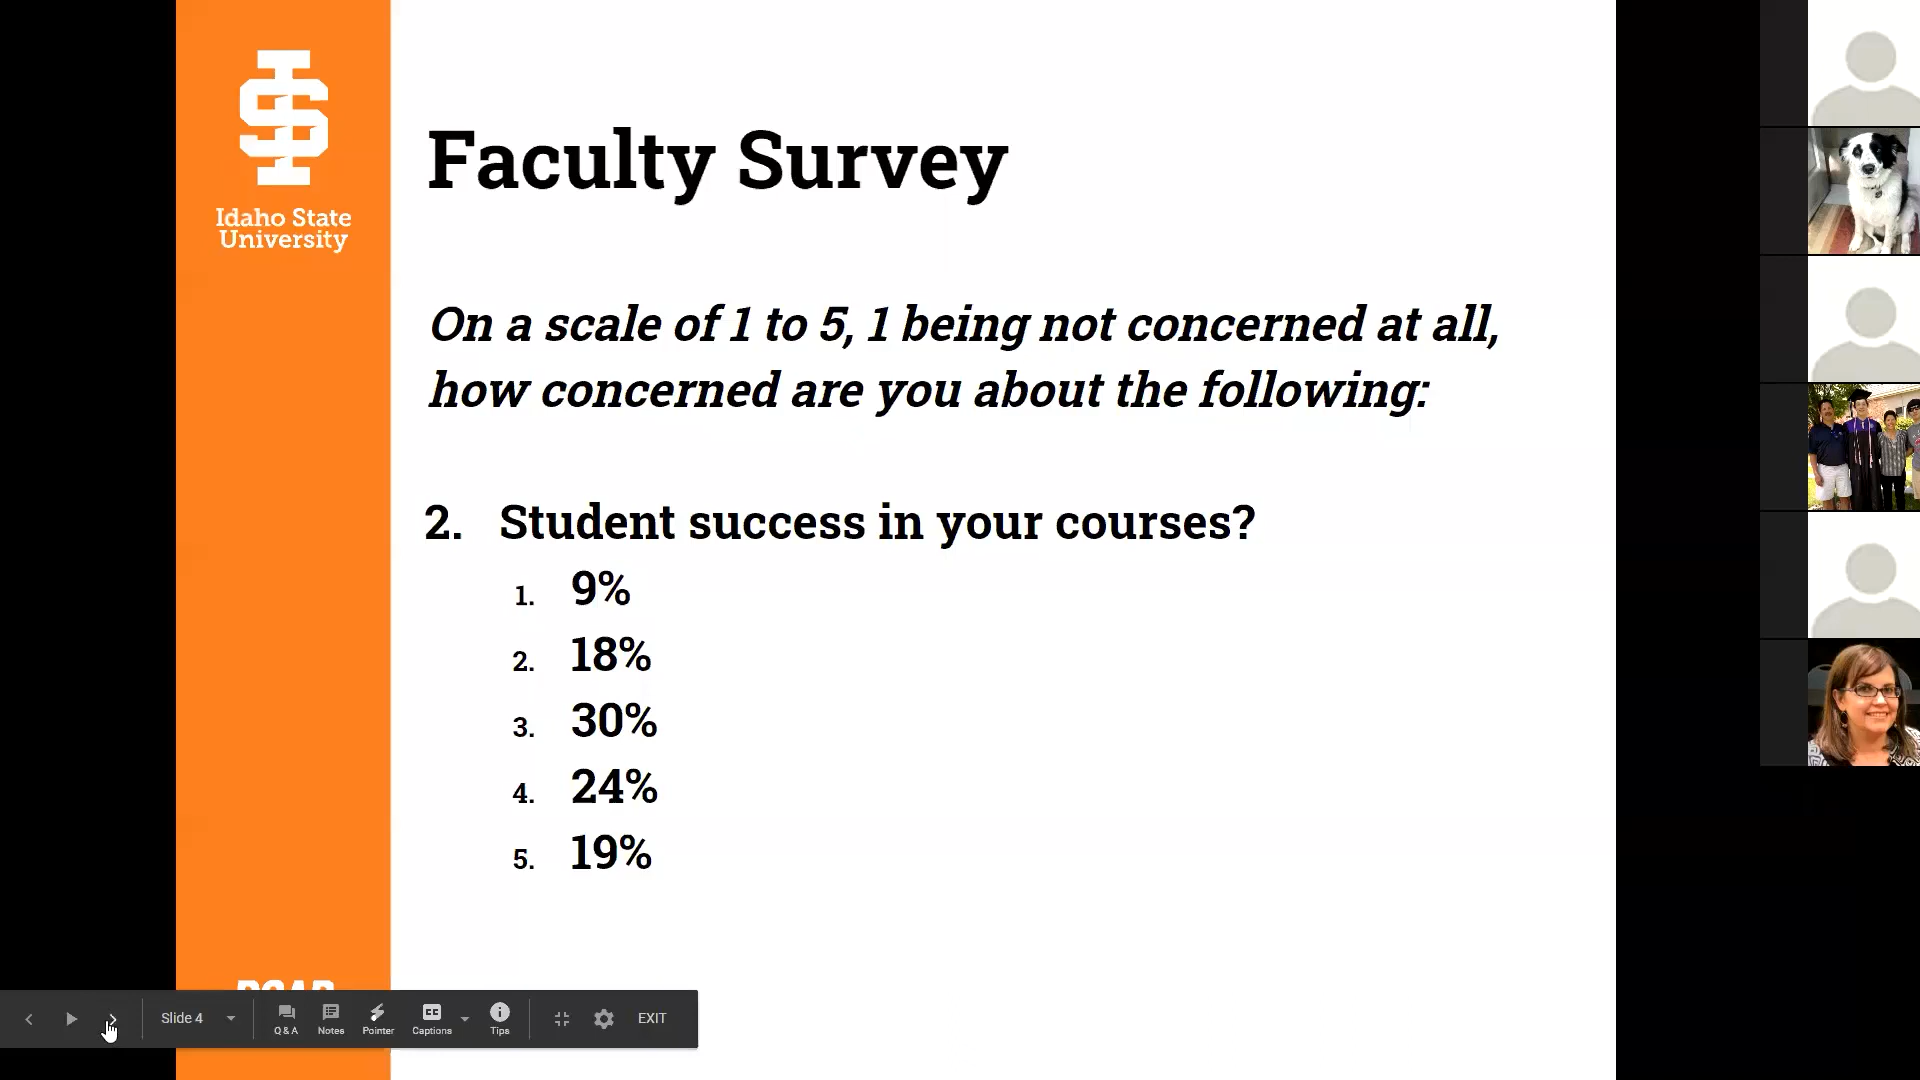 Idaho State
University
Faculty Survey
On a scale of 1 to 5, 1 being not concerned at all,
how concerned are you about the following:
2. Student success in your courses?
1. 9%
2. 18%
3. 30%
4. 24%
5. 19%
Slide 4
Q & A
Notes
Pointer
Captions
Tips
EXIT